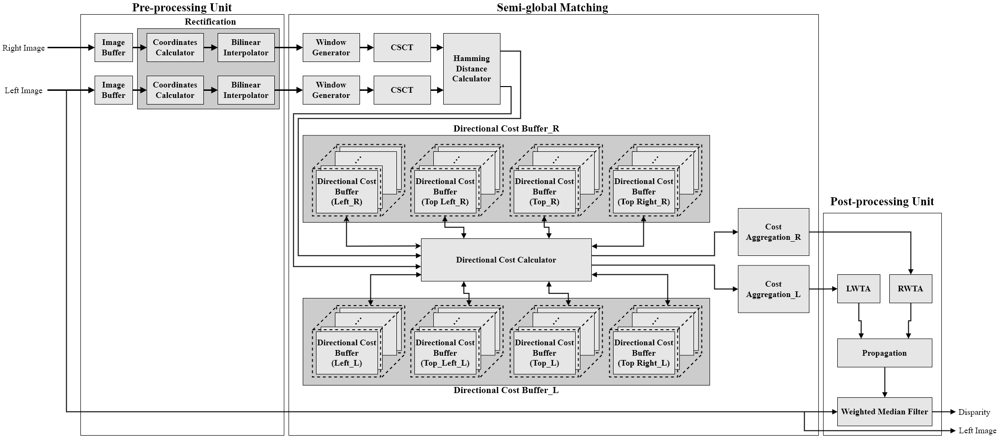 Pre-processing Unit
Semi-global Matching
Rectification
Right Image
Image
Buffer
Coordinates
Calculator
Bilinear
Interpolator
Window
Generator
CSCT
Hamming
Distance
Calculator
Left Image
Image
Buffer
Coordinates
Calculator
Bilinear
Interpolator
Window
Generator
CSCT
Directional Cost Buffer_R
Directional Cost
Buffer
(Left_R)
Directional Cost
Buffer
(Top Left_R)
Directional Cost
Buffer
(Top_R)
Directional Cost
Buffer
(Top Right_R)
Directional Cost Calculator
Cost
Aggregation_R
Cost
Aggregation_L
Directional Cost
Buffer
(Left_L)
Directional Cost
Buffer
(Top_Left_L)
Directional Cost
Buffer
(Top_L)
Directional Cost
Buffer
(Top Right_L)
Directional Cost Buffer_L
Post-processing Unit
LWTA
RWTA
Propagation
Weighted Median Filter
Disparity
Left Image